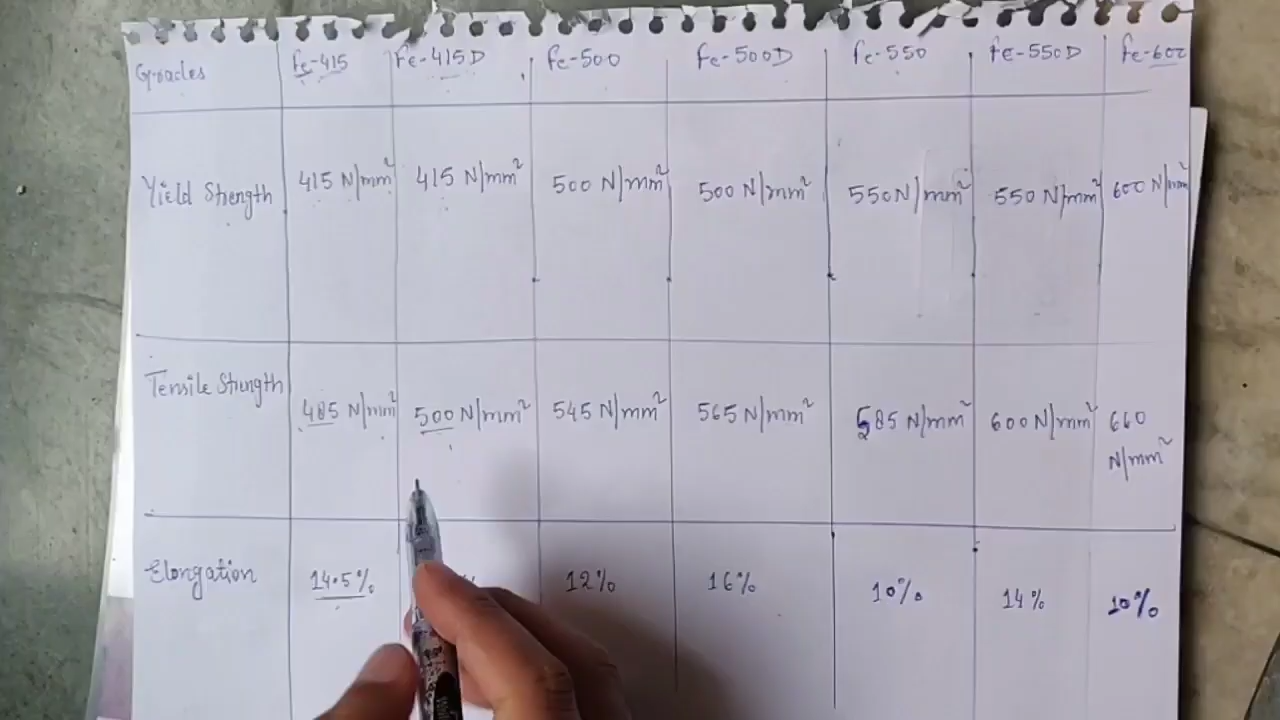 Grades Fe-415 Fe-415D Fe-500 Fe-500D Fe-550 Fe-550D Fe-600
Yield Strength 415 N/mm² 415 N/mm² 500 N/mm² 500 N/mm² 550 N/mm² 550 N/mm² 600 N/mm²
Tensile Strength 485 N/mm² 500 N/mm² 545 N/mm² 565 N/mm² 585 N/mm² 600 N/mm² 660 N/mm²
Elongation 14.5% % 12% 16% 10% 14% 10%